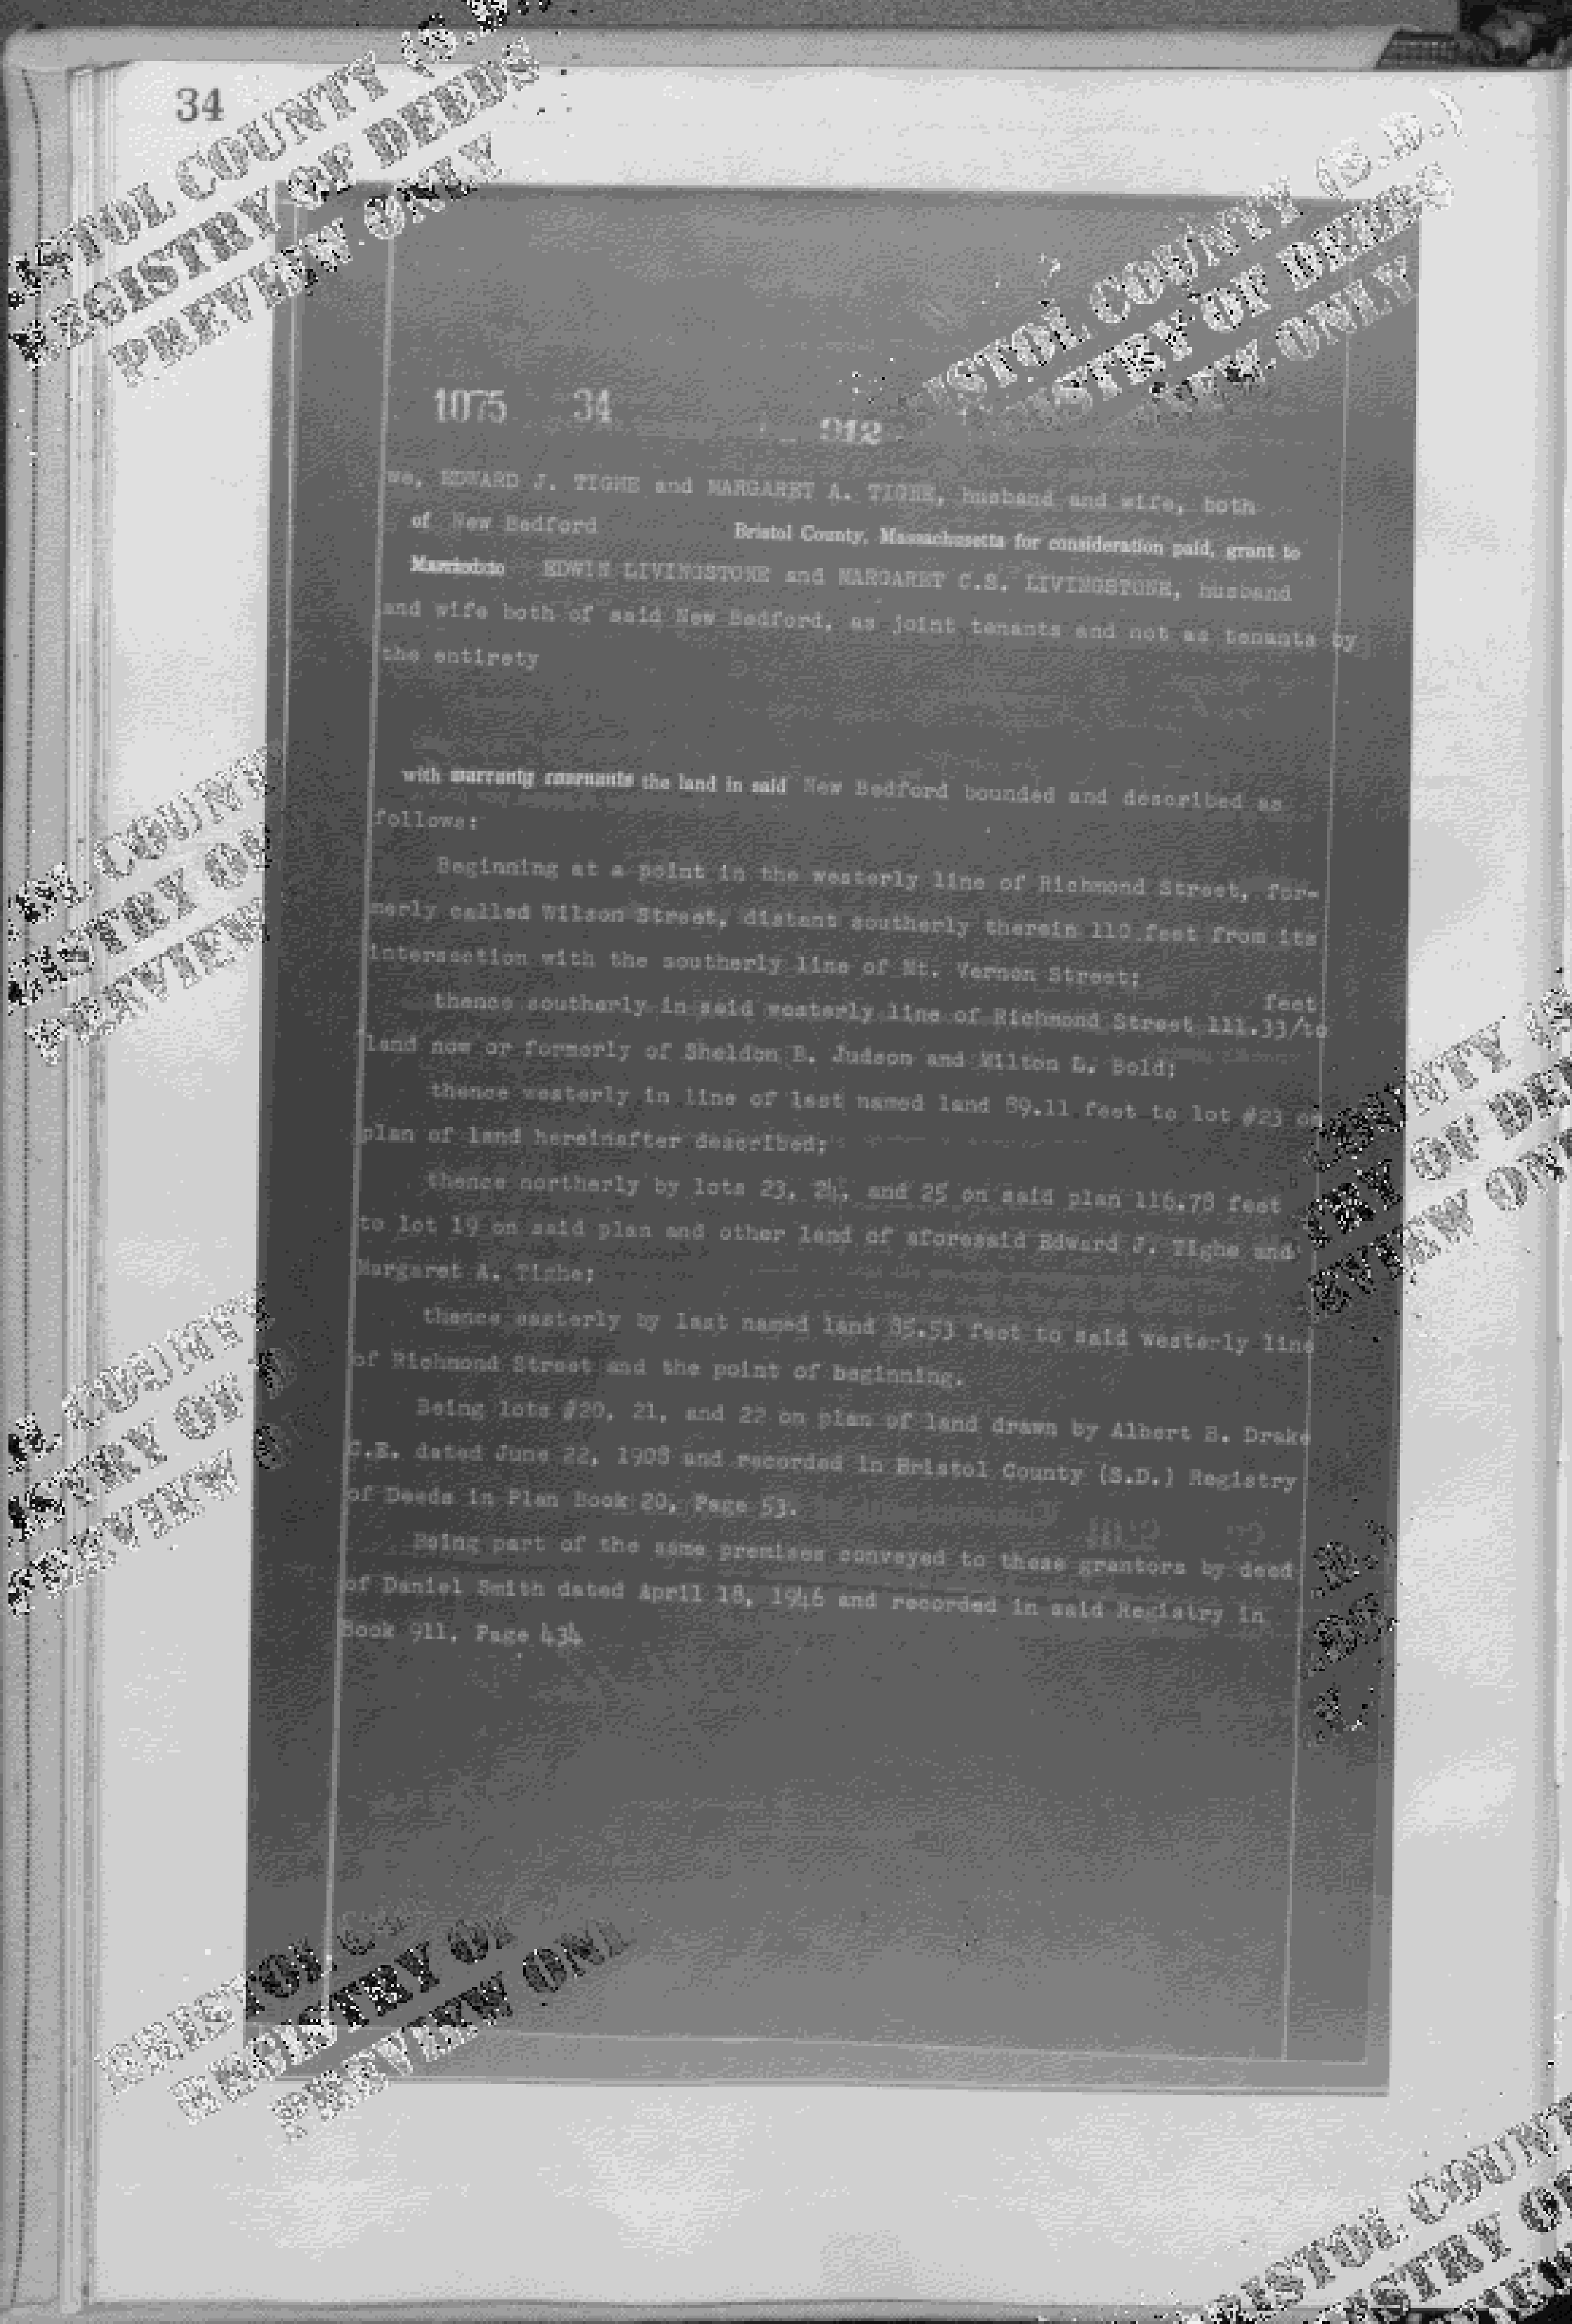 34
1075 34
912
We, EDWARD J. TIGHE and MARGARET A. TIGHE, husband and wife, both
of New Bedford Bristol County, Massachusetts for consideration paid, grant to
EDWIN LIVINGSTONE and MARGARET C.S. LIVINGSTONE, husband
and wife both of said New Bedford, as joint tenants and not as tenants by
the entirety
with warranty covenants the land in said New Bedford bounded and described as
follows:
Beginning at a point in the westerly line of Richmond Street, for-
merly called Wilson Street, distant southerly therein 110 feet from its
intersection with the southerly line of Mt. Vernon Street;
thence southerly in said westerly line of Richmond Street 111.33/to
feet
land now or formerly of Sheldon B. Judson and Milton L. Bold;
thence westerly in line of last named land 89.11 feet to lot #23 on
plan of land hereinafter described;
thence northerly by lots 23, 24, and 25 on said plan 116.78 feet
to lot 19 on said plan and other land of aforesaid Edward J. Tighe and
Margaret A. Tighe;
thence easterly by last named land 85.53 feet to said westerly line
of Richmond Street and the point of beginning.
Being lots #20, 21, and 22 on plan of land drawn by Albert B. Drake
C.E. dated June 22, 1908 and recorded in Bristol County (S.D.) Registry
of Deeds in Plan Book 20, Page 53.
Being part of the same premises conveyed to these grantors by deed
of Daniel Smith dated April 18, 1946 and recorded in said Registry in
Book 911, Page 434
BRISTOL COUNTY (S.D.)
REGISTRY OF DEEDS
PREVIEW ONLY